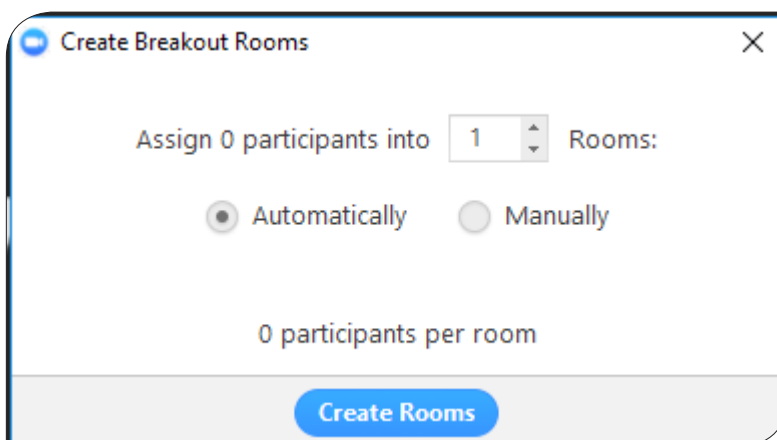 Create Breakout Rooms
Assign 0 participants into 1 Rooms:
Automatically Manually
0 participants per room
Create Rooms